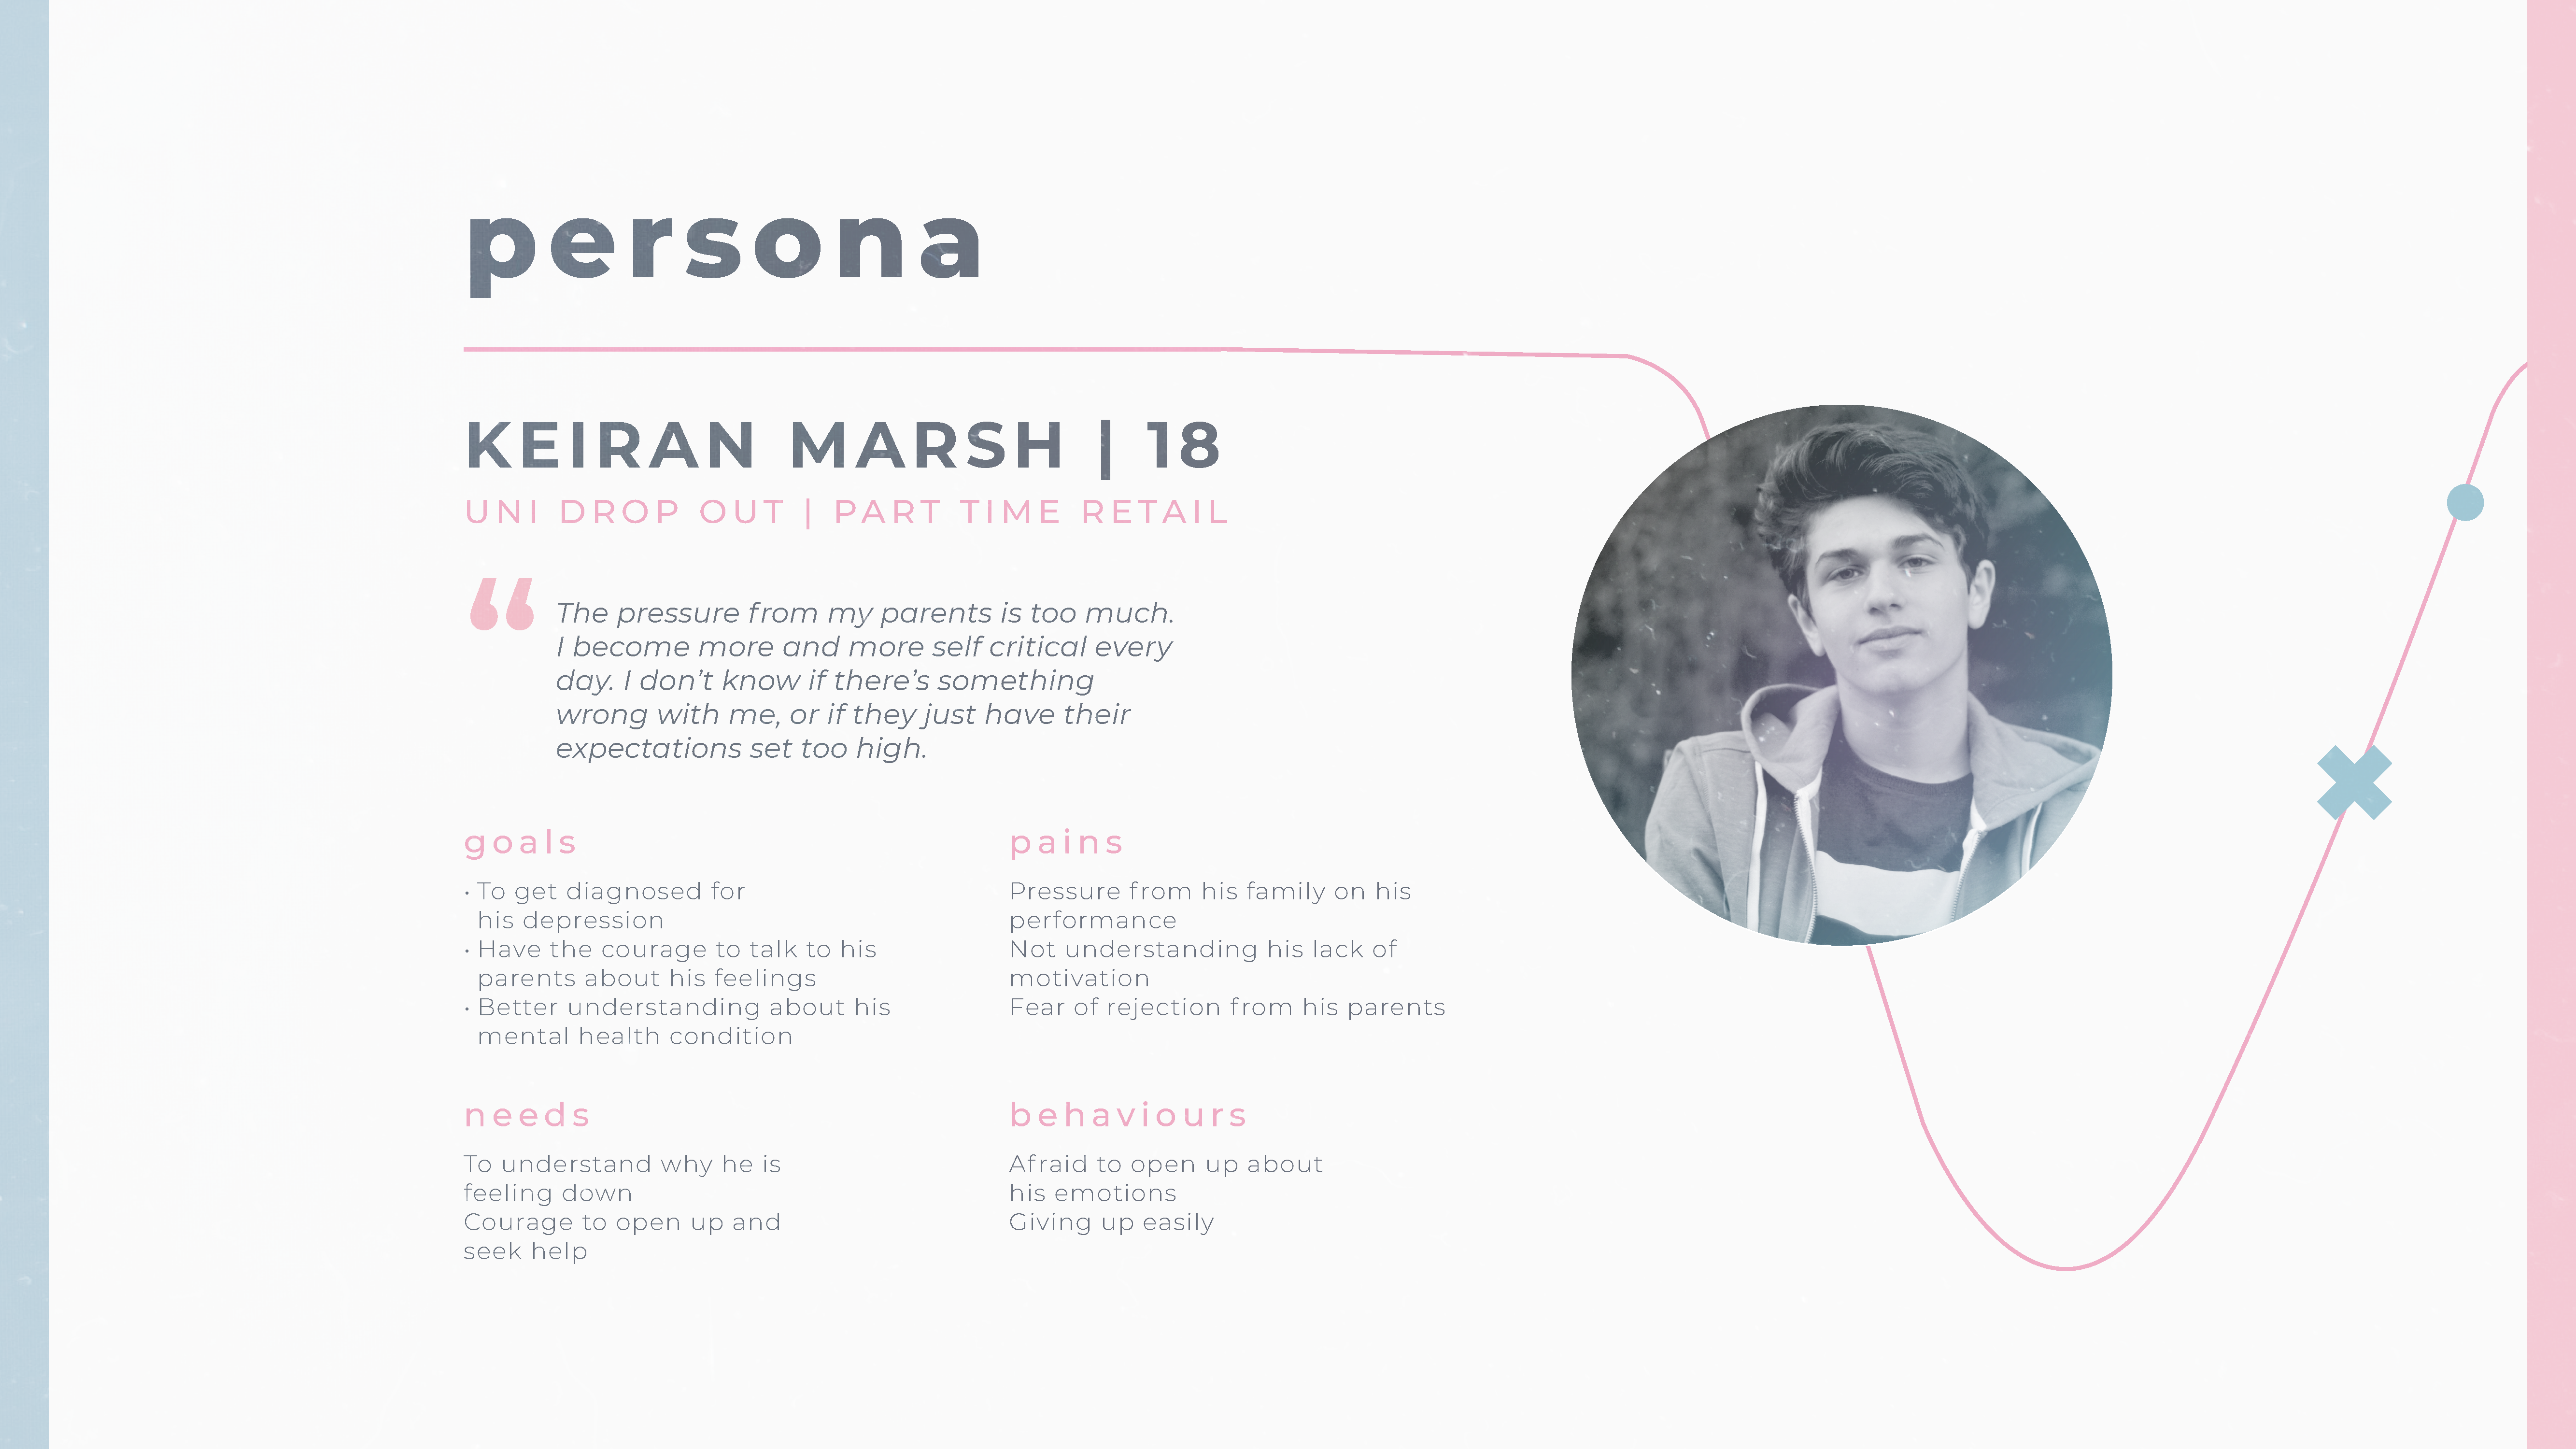 persona
KEIRAN MARSH | 18
UNI DROP OUT | PART TIME RETAIL
“ The pressure from my parents is too much.
I become more and more self critical every
day. I don’t know if there’s something
wrong with me, or if they just have their
expectations set too high.
goals
• To get diagnosed for
his depression
• Have the courage to talk to his
parents about his feelings
• Better understanding about his
mental health condition
pains
Pressure from his family on his
performance
Not understanding his lack of
motivation
Fear of rejection from his parents
needs
To understand why he is
feeling down
Courage to open up and
seek help
behaviours
Afraid to open up about
his emotions
Giving up easily